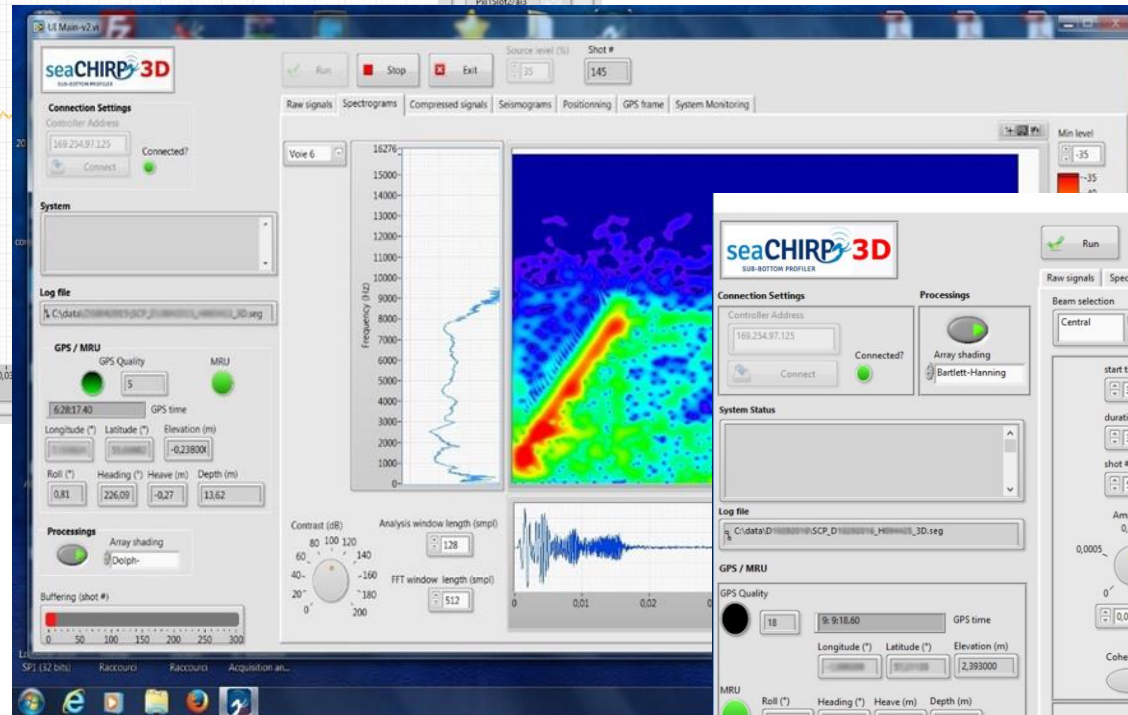 Pxi1Slot2/ai3
UI Main-v2.vi
seaCHIRP 3D
SUB-BOTTOM PROFILER
Run
Stop
Exit
Source level (%)
35
Shot #
145
Connection Settings
Controller Address
169.254.97.125
Connect
Connected?
System
Log file
GPS / MRU
GPS Quality
MRU
5
6:28:17.40
GPS time
Longitude (°) Latitude (°) Elevation (m)
-0,23800
Roll (°) Heading (°) Heave (m) Depth (m)
0,81 226,09 -0,27 13,62
Processings
Array shading
Dolph-
Buffering (shot #)
0 50 100 150 200 250 300
Raw signals Spectrograms Compressed signals Seismograms Positionning GPS frame System Monitoring
Voie 6
Frequency (Hz)
16276
15000
14000
13000
12000
11000
10000
9000
8000
7000
6000
5000
4000
3000
2000
1000
0
Min level
-35
-35
Contrast (dB)
0 20 40 60 80 100 120 140 160 180 200
Analysis window length (smpl)
128
FFT window length (smpl)
512
0 0,01 0,02
seaCHIRP 3D
SUB-BOTTOM PROFILER
Connection Settings
Controller Address
169.254.97.125
Connect
Connected?
Processings
Array shading
Bartlett-Hanning
System Status
Log file
GPS / MRU
GPS Quality
18
9: 9:18.60
GPS time
Longitude (°) Latitude (°) Elevation (m)
2,393000
MRU
Roll (°) Heading (°) Heave (m) Depth (m)
Run
Raw signals
Beam selection
Central
shot #
0,0005
0
SP1 (32 bits) Raccourci Raccourci Acquisition an...